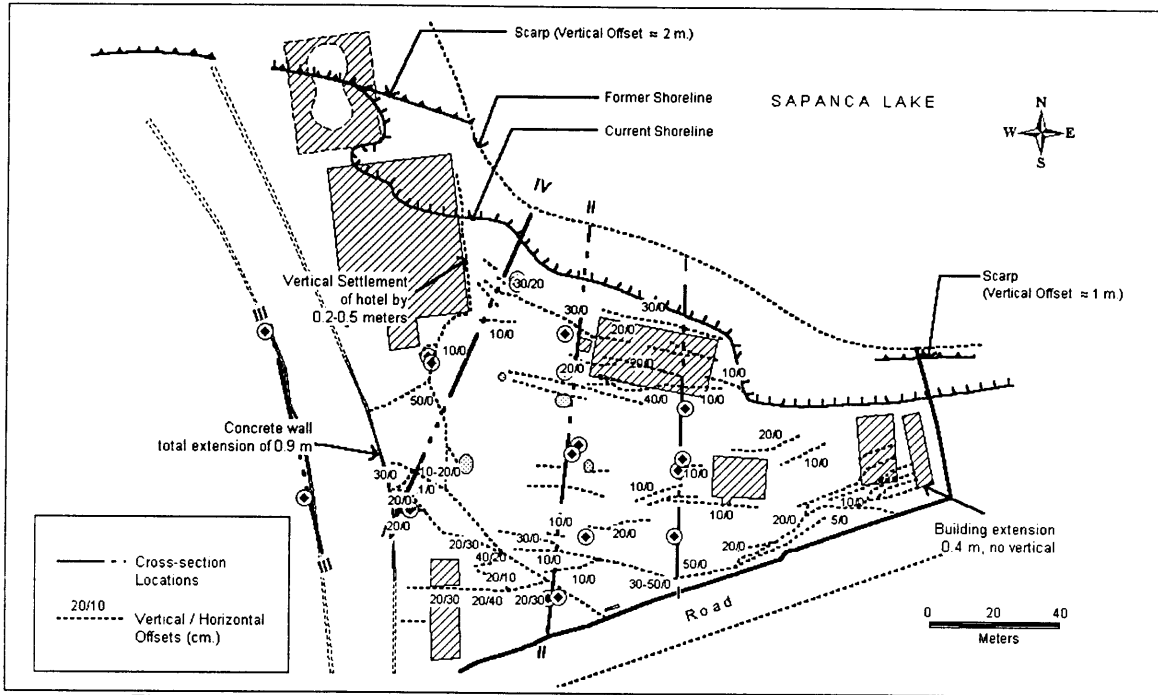 Scarp (Vertical Offset ≈ 2 m.)
Former Shoreline
SAPANCA LAKE
N
W E
S
Current Shoreline
IV
II
Scarp
(Vertical Offset ≈ 1 m.)
Vertical Settlement
of hotel by
0.2-0.5 meters
30/20
30/0
30/0
10/0
20/0
10/0
10/0
20/0
20/0
10/0
50/0
40/0
10/0
Concrete wall
total extension of 0.9 m
20/0
10/0
30/0
10-20/0
1/0
10/0
20/0
10/0
10/0
20/0
10/0
10/0
20/0
5/0
30/0
20/0
20/30
40/20
10/0
20/0
50/0
20/10
10/0
30-50/0
20/30
20/40
20/30
Building extension
0.4 m, no vertical
Road
II
I
III
III
Cross-section
Locations
20/10
Vertical / Horizontal
Offsets (cm.)
0 20 40
Meters